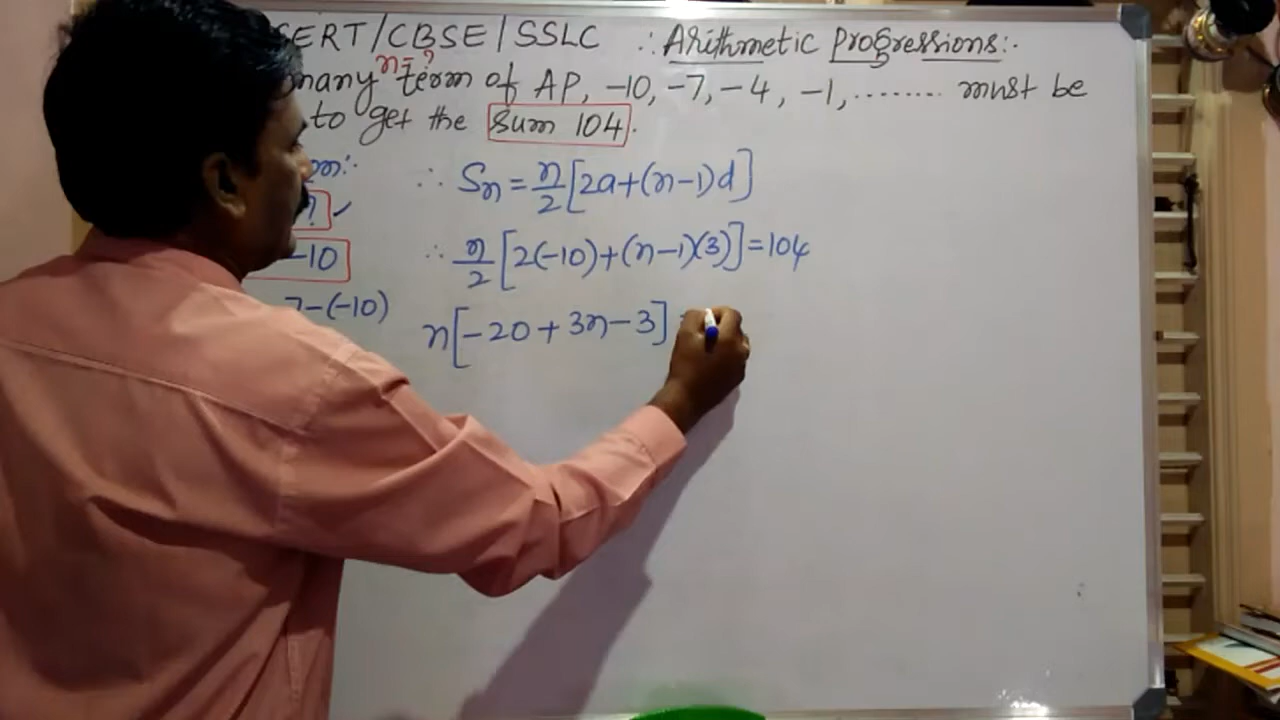 SERT/CBSE/SSLC ∴ Arithmetic Progressions:.
n=?
many term of AP, -10, -7, -4, -1, ........ must be
to get the Sum 104.
∴ Sn = n/2 [2a+(n-1)d]
?
∴ n/2 [2(-10)+(n-1)(3)] = 104
-10
7-(-10)
n[-20+3n-3]